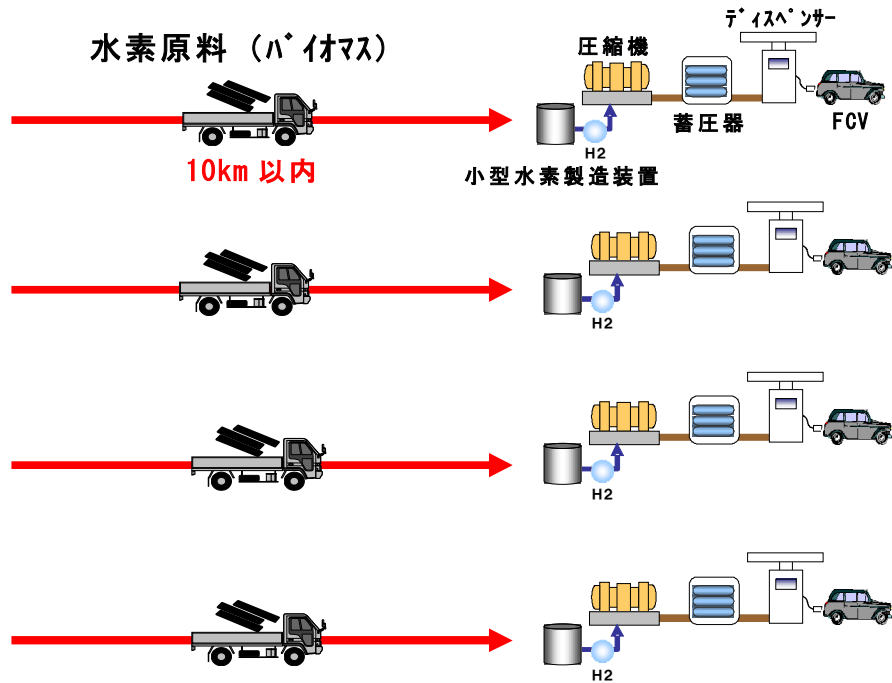 水素原料 (ﾊﾞｲｵﾏｽ)
10km 以内
ﾃﾞｨｽﾍﾟﾝｻｰ
圧縮機
蓄圧器
FCV
H2
小型水素製造装置
H2
H2
H2